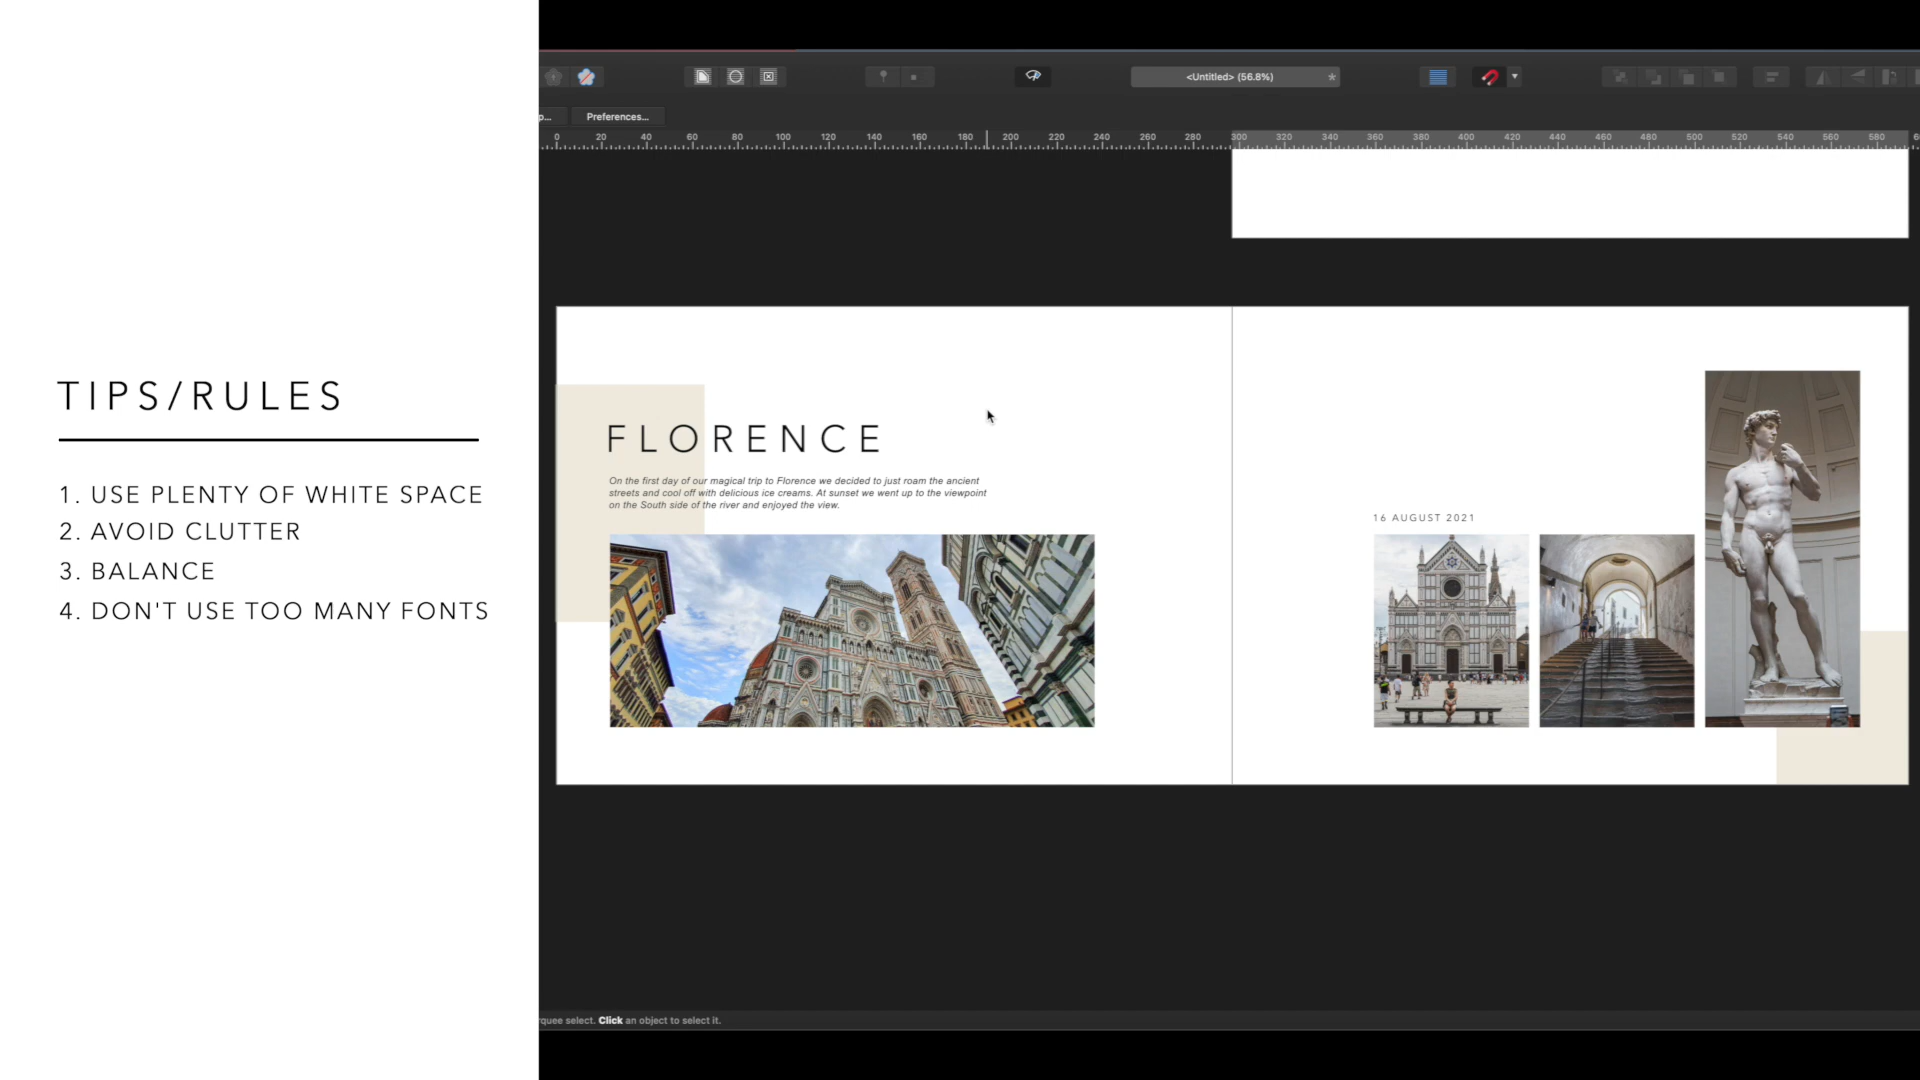 TIPS/RULES
1. USE PLENTY OF WHITE SPACE
2. AVOID CLUTTER
3. BALANCE
4. DON'T USE TOO MANY FONTS
<Untitled> (56.8%)
*
p...
Preferences...
0 20 40 60 80 100 120 140 160 180 200 220 240 260 280 300 320 340 360 380 400 420 440 460 480 500 520 540 560 580 6
FLORENCE
On the first day of our magical trip to Florence we decided to just roam the ancient
streets and cool off with delicious ice creams. At sunset we went up to the viewpoint
on the South side of the river and enjoyed the view.
16 AUGUST 2021
rquee select. Click an object to select it.